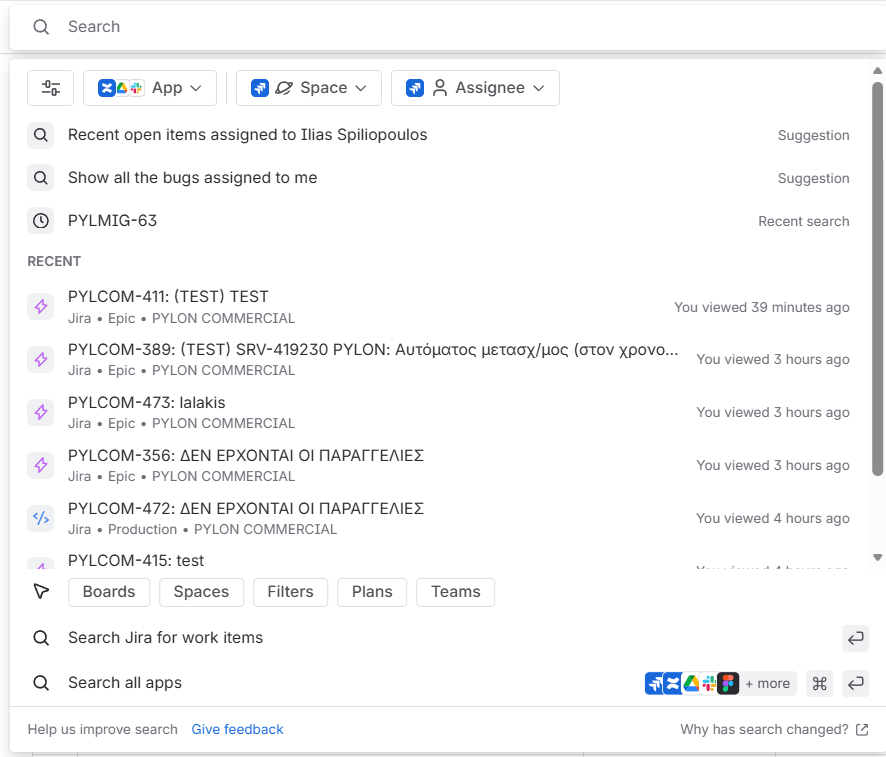 Search
App
Space
Assignee
Recent open items assigned to Ilias Spiliopoulos
Suggestion
Show all the bugs assigned to me
Suggestion
PYLMIG-63
Recent search
RECENT
PYLCOM-411: (TEST) TEST
Jira • Epic • PYLON COMMERCIAL
You viewed 39 minutes ago
PYLCOM-389: (TEST) SRV-419230 PYLON: Αυτόματος μετασχ/μος (στον χρονο...
Jira • Epic • PYLON COMMERCIAL
You viewed 3 hours ago
PYLCOM-473: lalakis
Jira • Epic • PYLON COMMERCIAL
You viewed 3 hours ago
PYLCOM-356: ΔΕΝ ΕΡΧΟΝΤΑΙ ΟΙ ΠΑΡΑΓΓΕΛΙΕΣ
Jira • Epic • PYLON COMMERCIAL
You viewed 3 hours ago
PYLCOM-472: ΔΕΝ ΕΡΧΟΝΤΑΙ ΟΙ ΠΑΡΑΓΓΕΛΙΕΣ
Jira • Production • PYLON COMMERCIAL
You viewed 4 hours ago
PYLCOM-415: test
Boards
Spaces
Filters
Plans
Teams
Search Jira for work items
Search all apps
+ more
Help us improve search
Give feedback
Why has search changed?